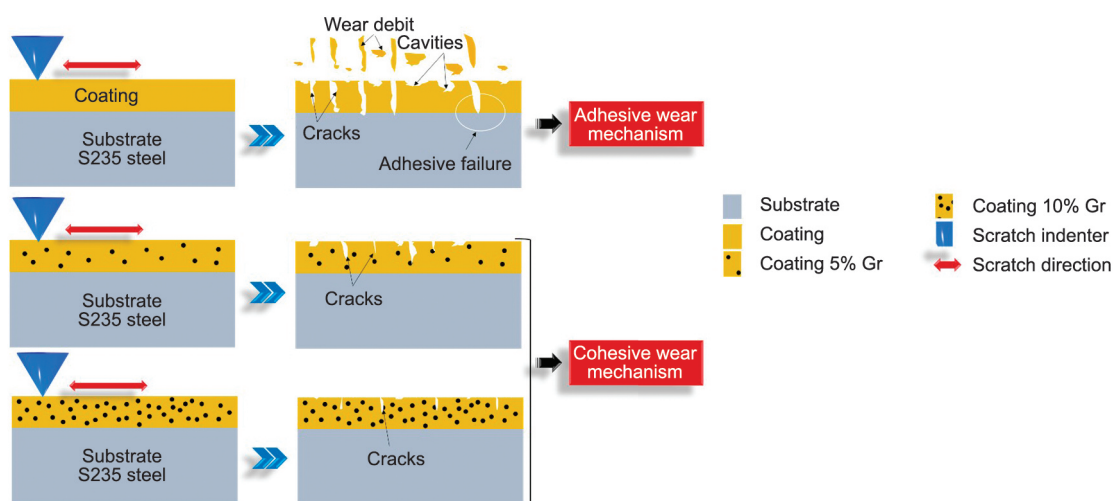 Wear debit
Cavities
Coating
Substrate
S235 steel
Cracks
Adhesive failure
Adhesive wear
mechanism
Substrate
S235 steel
Cracks
Substrate
S235 steel
Cracks
Cohesive wear
mechanism
Substrate
Coating
Coating 5% Gr
Coating 10% Gr
Scratch indenter
Scratch direction